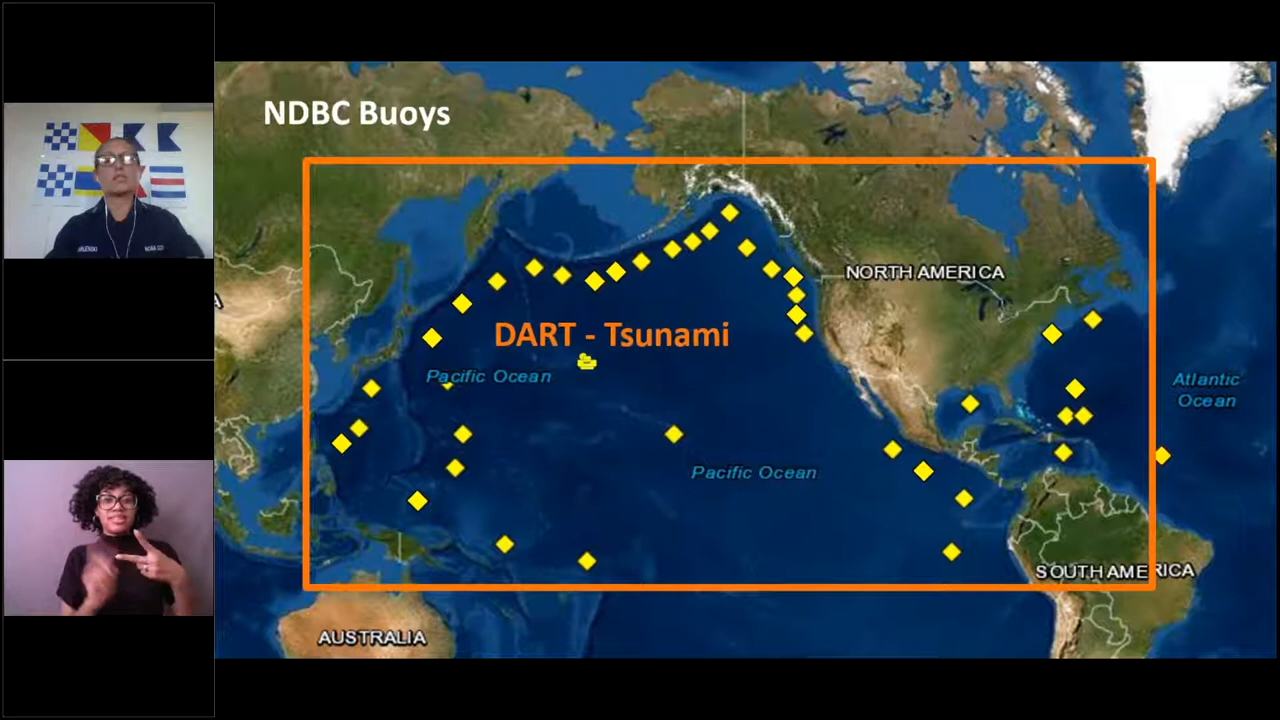 NDBC Buoys
NORTH AMERICA
DART - Tsunami
Pacific Ocean
Atlantic
Ocean
Pacific Ocean
SOUTH AMERICA
AUSTRALIA